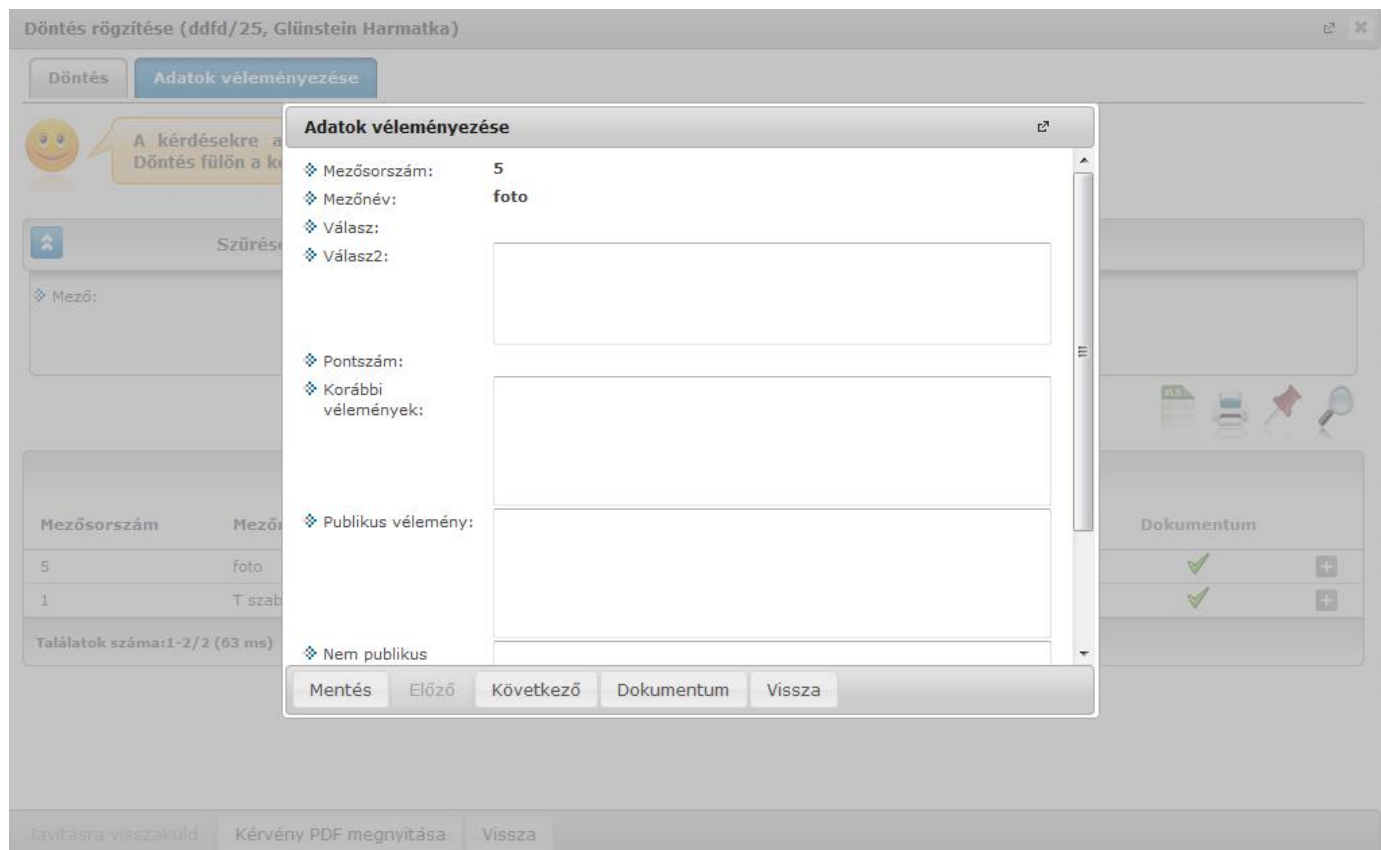 Döntés rögzítése (ddfd/25, Glünstein Harmatka)
Döntés
Adatok véleményezése
A kérdésekre a
Döntés fülön a
Szűrés
Mező:
XLS
Mezősorszám
Dokumentum
5
foto
1
T szab
Találatok száma:1-2/2 (63 ms)
Adatok véleményezése
Mezősorszám:
5
Mezőnév:
foto
Válasz:
Válasz2:
Pontszám:
Korábbi
vélemények:
Publikus vélemény:
Nem publikus
Mentés
Előző
Következő
Dokumentum
Vissza
Javításra visszaküld
Kérvény PDF megnyitása
Vissza